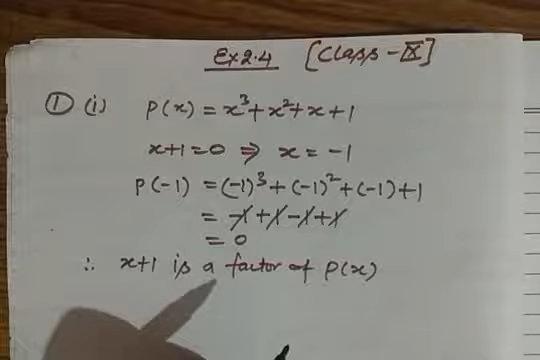 Ex 2.4 [Class - IX]
① (i) p(x) = x³ + x² + x + 1
x+1 = 0 ⇒ x = -1
p(-1) = (-1)³ + (-1)² + (-1) + 1
= -1 + 1 - 1 + 1
= 0
∴ x+1 is a factor of p(x)